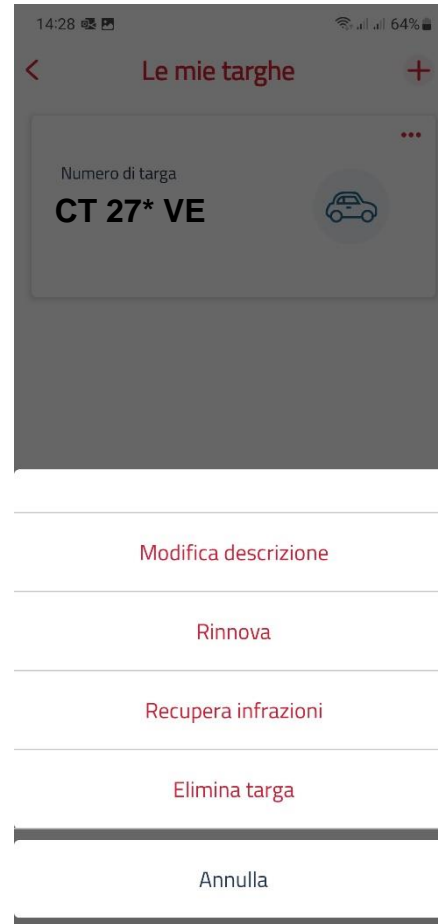 14:28 64%
Le mie targhe
Numero di targa
CT 27* VE
Modifica descrizione
Rinnova
Recupera infrazioni
Elimina targa
Annulla